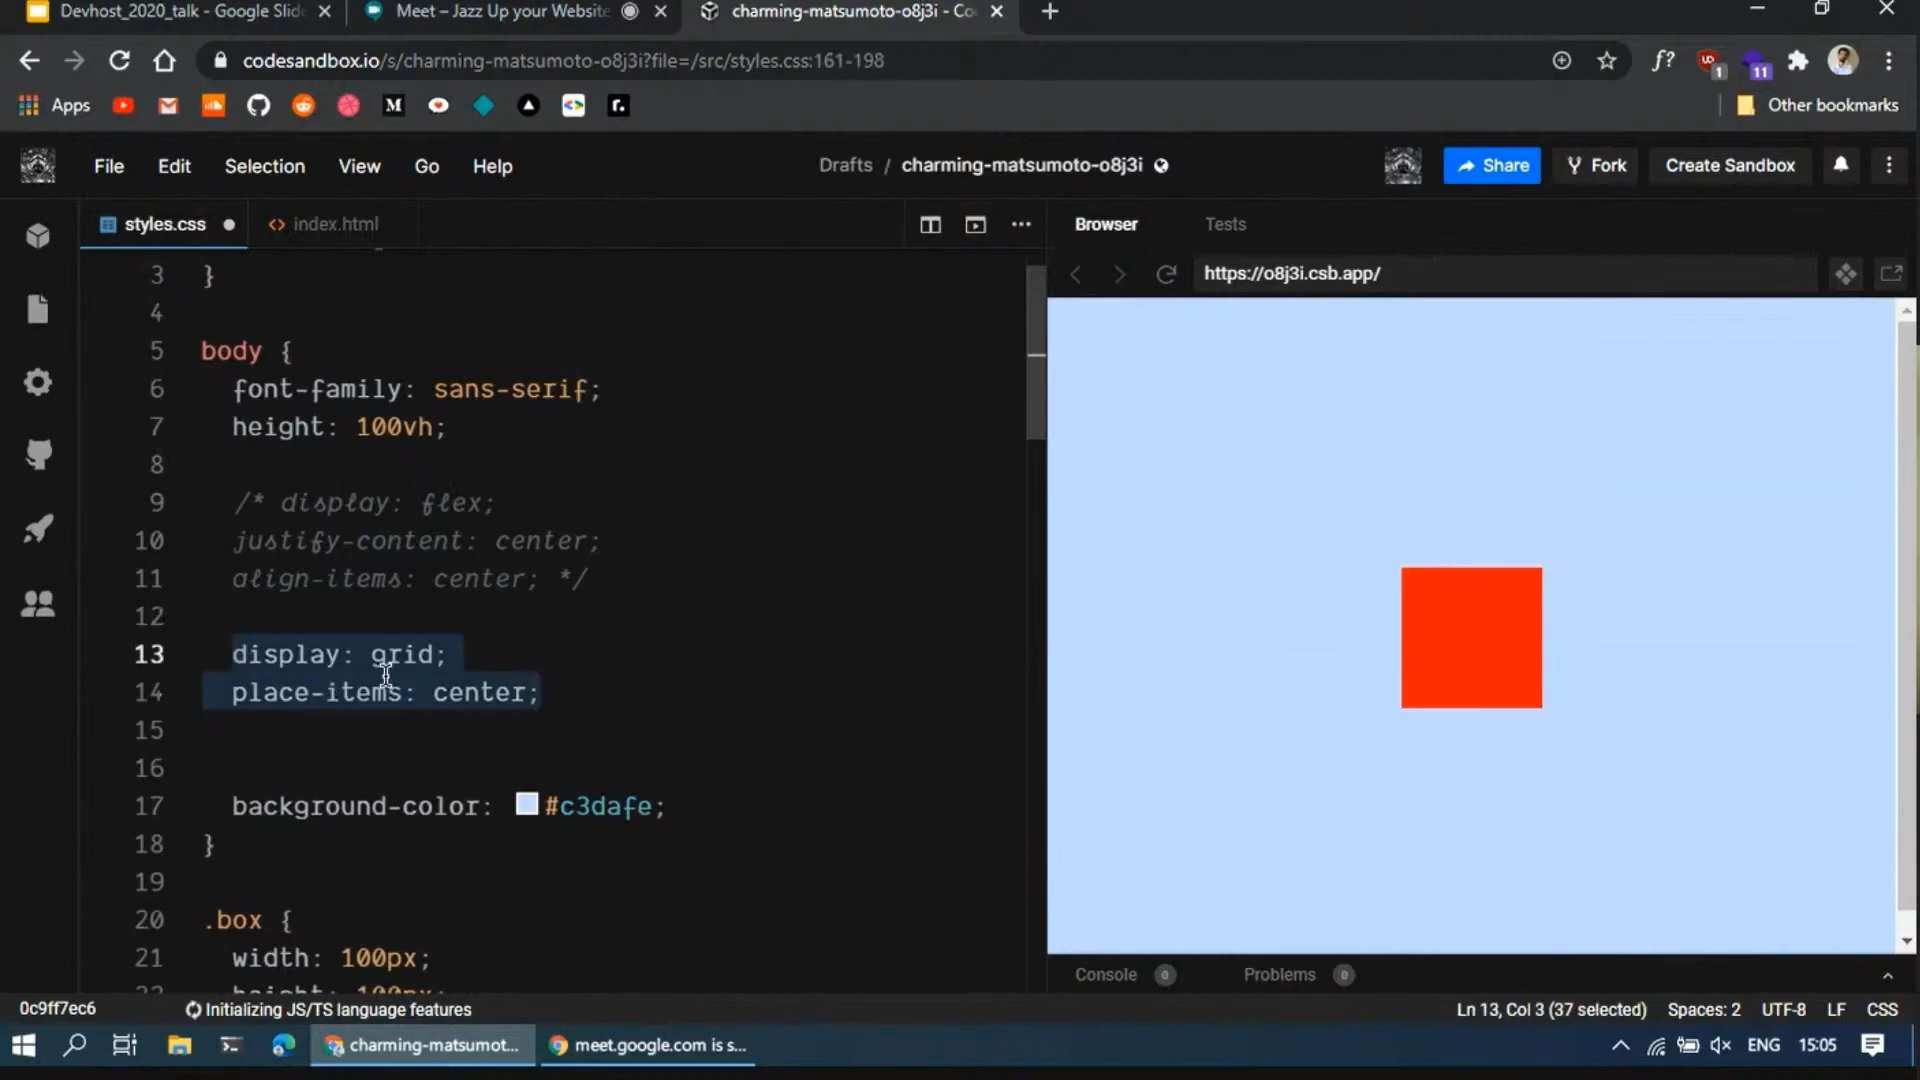 Devhost_2020_talk - Google Slide
Meet – Jazz Up your Website
charming-matsumoto-o8j3i - Co
codesandbox.io/s/charming-matsumoto-o8j3i?file=/src/styles.css:161-198
f?
UD
1
11
Apps
M
r.
Other bookmarks
File
Edit
Selection
View
Go
Help
Drafts / charming-matsumoto-o8j3i
Share
Fork
Create Sandbox
styles.css
index.html
Browser
Tests
https://o8j3i.csb.app/
3 }
4
5 body {
6 font-family: sans-serif;
7 height: 100vh;
8
9 /* display: flex;
10 justify-content: center;
11 align-items: center; */
12
13 display: grid;
14 place-items: center;
15
16
17 background-color: #c3dafe;
18 }
19
20 .box {
21 width: 100px;
22 height: 100px;
Console 0
Problems 0
0c9ff7ec6
Initializing JS/TS language features
Ln 13, Col 3 (37 selected)
Spaces: 2
UTF-8
LF
CSS
charming-matsumot...
meet.google.com is s...
ENG
15:05